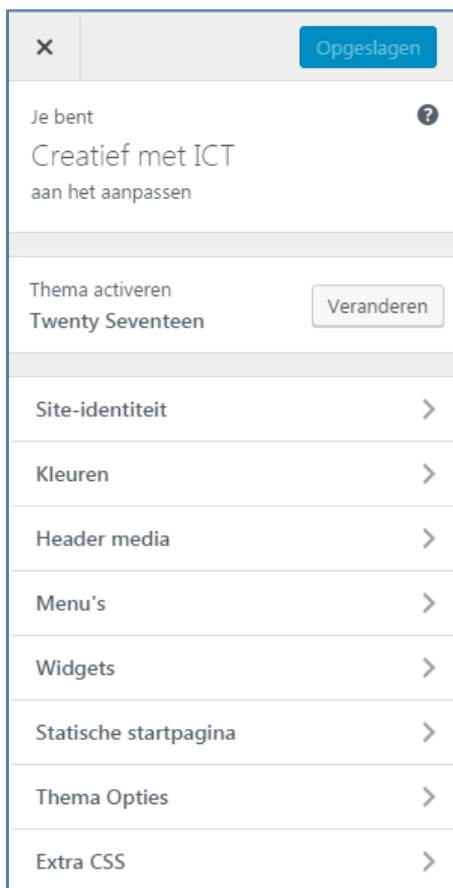 Opgeslagen
Je bent
Creatief met ICT
aan het aanpassen
Thema activeren
Twenty Seventeen
Veranderen
Site-identiteit
Kleuren
Header media
Menu's
Widgets
Statische startpagina
Thema Opties
Extra CSS